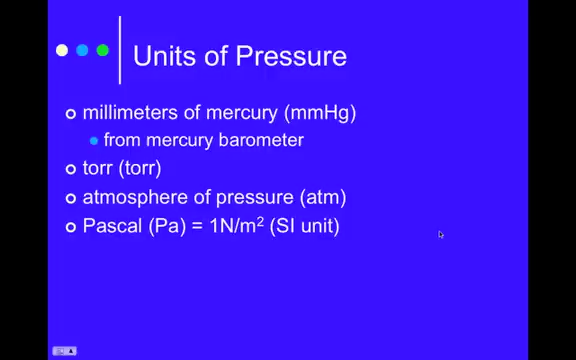 Units of Pressure
millimeters of mercury (mmHg)
from mercury barometer
torr (torr)
atmosphere of pressure (atm)
Pascal (Pa) = 1N/m² (SI unit)